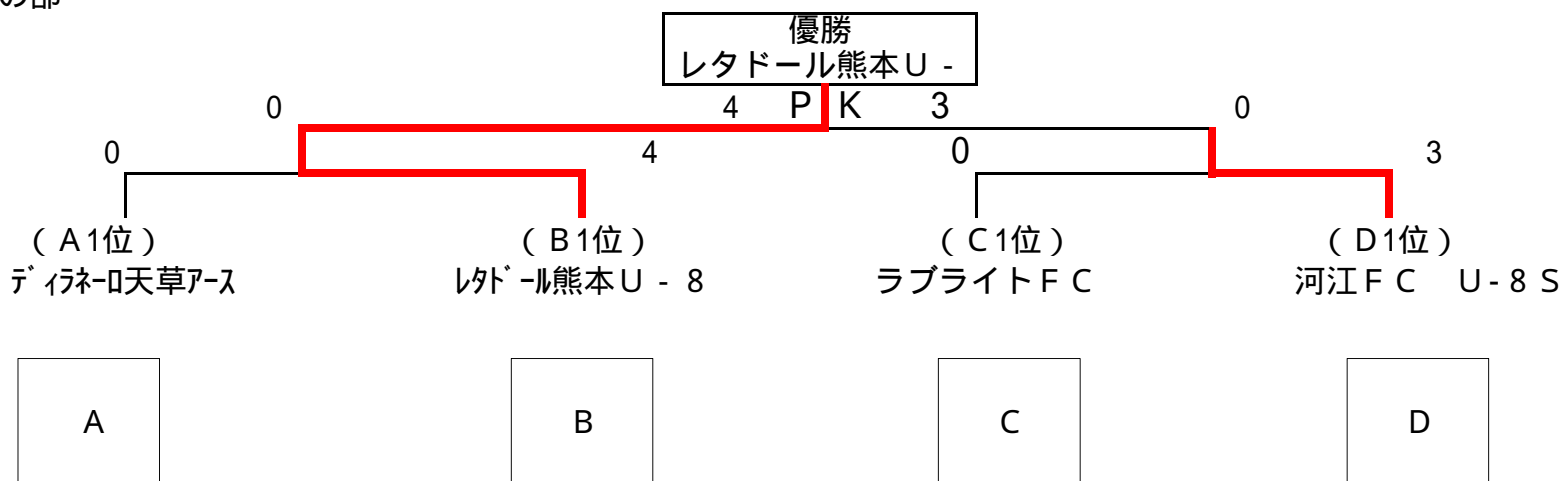 の部
優勝
レタドール熊本U -
0 4 P K 3 0
0 4 0 3
(A1位) (B1位) (C1位) (D1位)
ディラネーロ天草アース レタドール熊本U - 8 ラブライトFC 河江FC U-8 S
A B C D